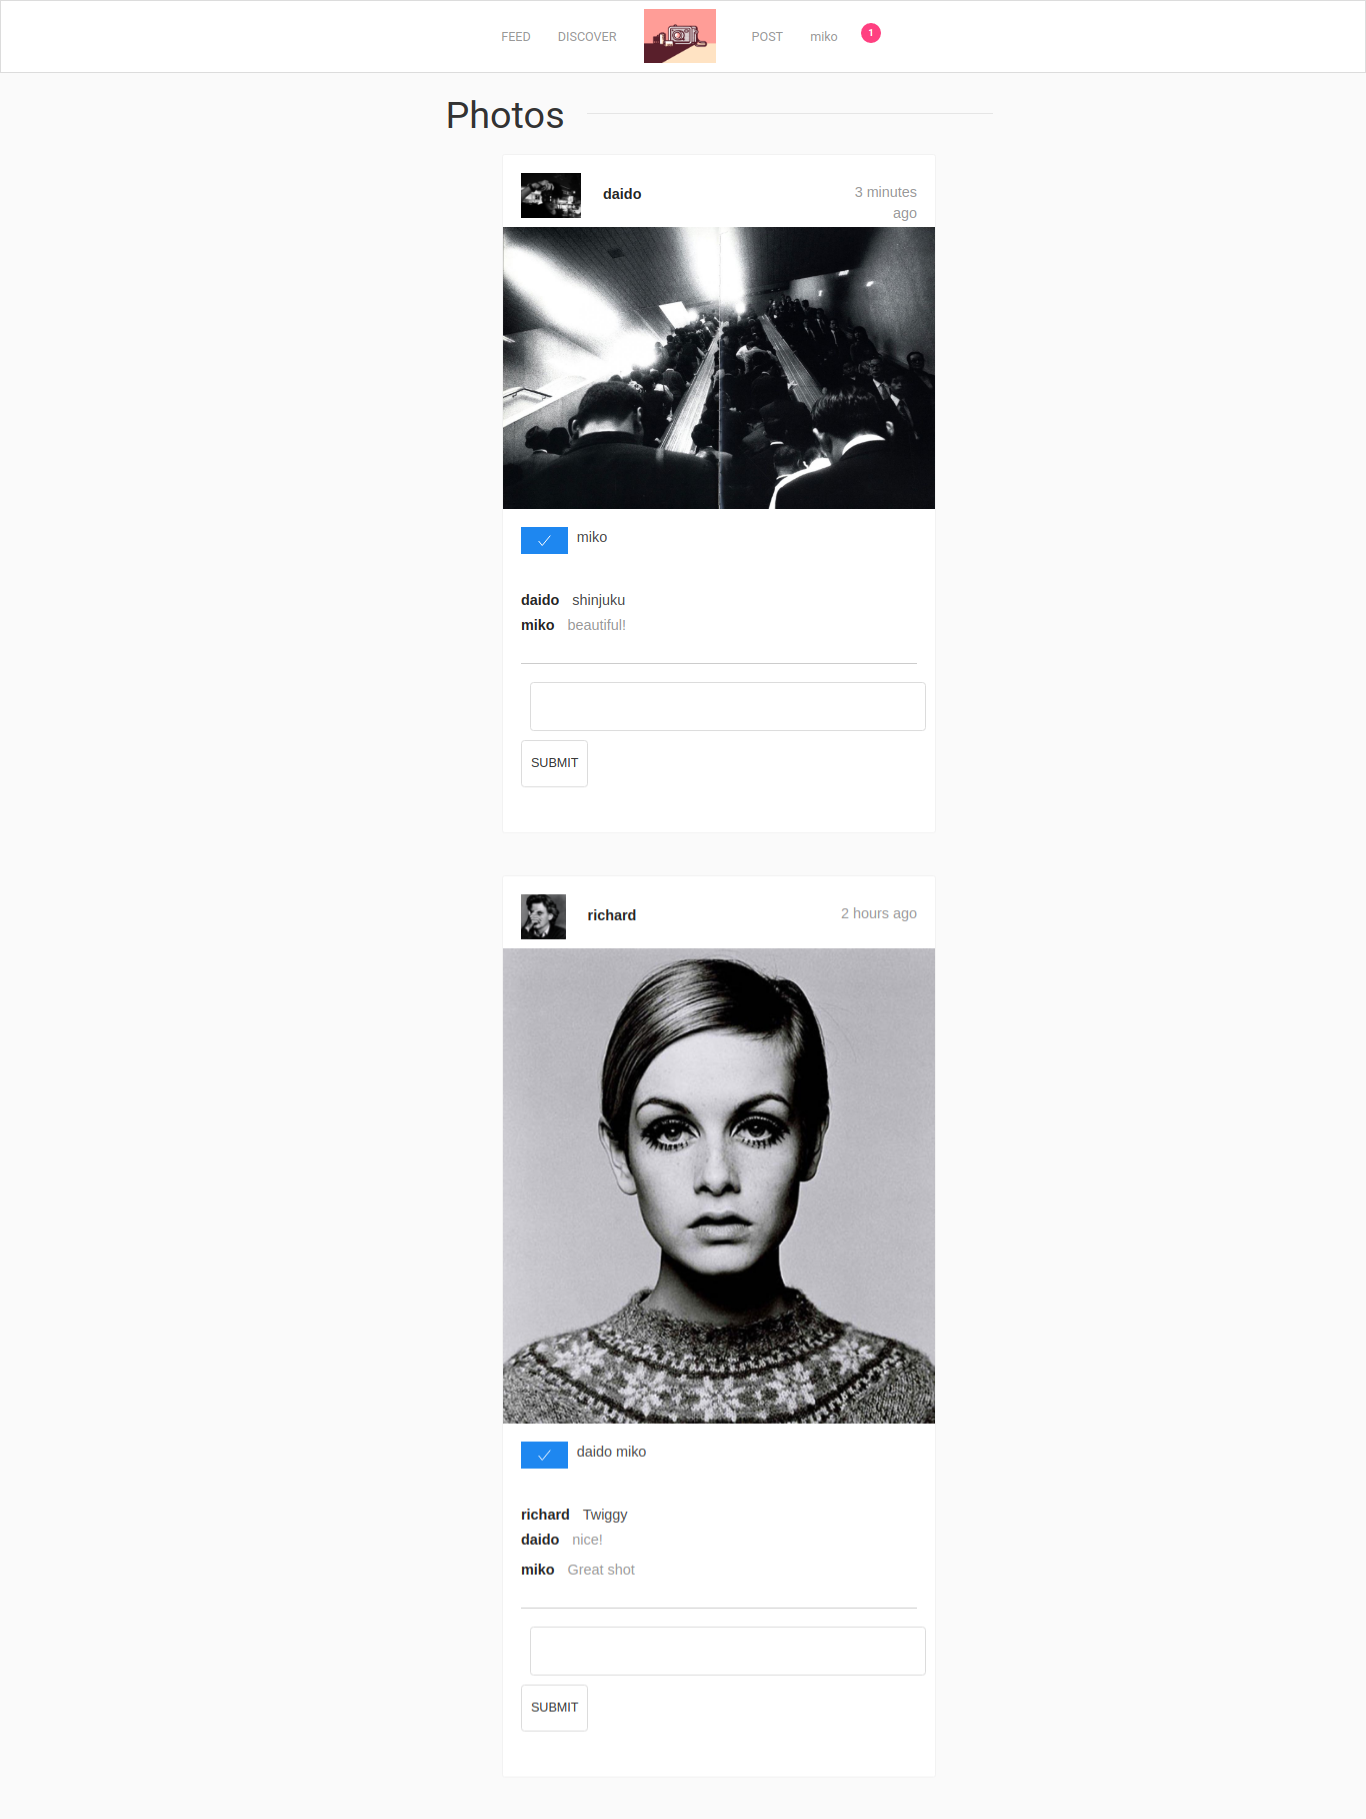 FEED DISCOVER POST miko 1
Photos
daido 3 minutes
ago
miko
daido shinjuku
miko beautiful!
SUBMIT
richard 2 hours ago
daido miko
richard Twiggy
daido nice!
miko Great shot
SUBMIT